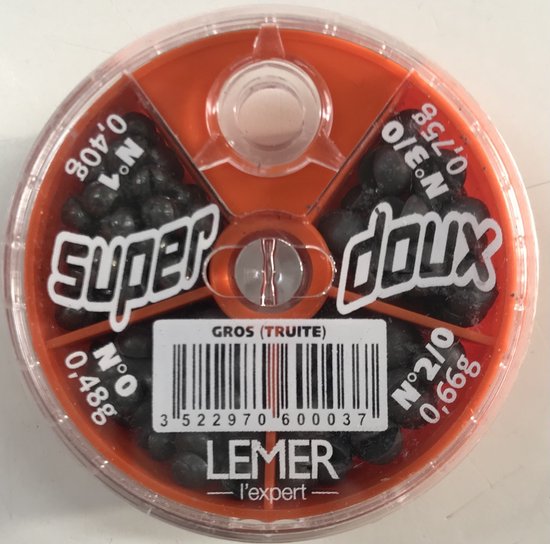 N°1
0,40g
N°3/0
0,75g
super
doux
N°0
0,48g
GROS (TRUITE)
3 522970 600037
N°2/0
0,66g
LEMER
l'expert